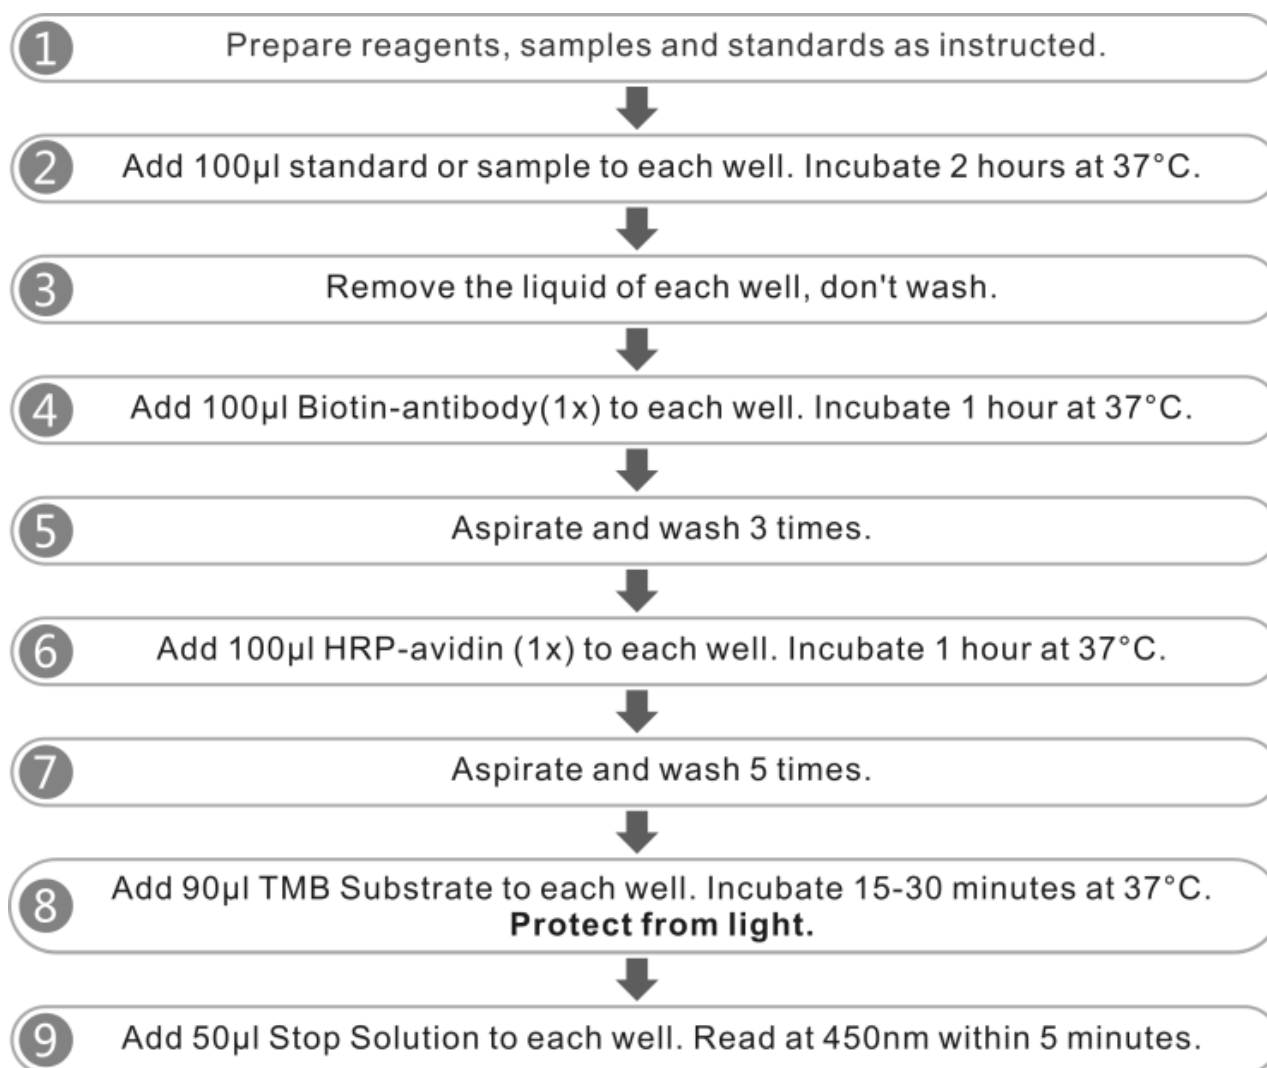 1 Prepare reagents, samples and standards as instructed.
2 Add 100µl standard or sample to each well. Incubate 2 hours at 37°C.
3 Remove the liquid of each well, don't wash.
4 Add 100µl Biotin-antibody(1x) to each well. Incubate 1 hour at 37°C.
5 Aspirate and wash 3 times.
6 Add 100µl HRP-avidin (1x) to each well. Incubate 1 hour at 37°C.
7 Aspirate and wash 5 times.
8 Add 90µl TMB Substrate to each well. Incubate 15-30 minutes at 37°C.
Protect from light.
9 Add 50µl Stop Solution to each well. Read at 450nm within 5 minutes.